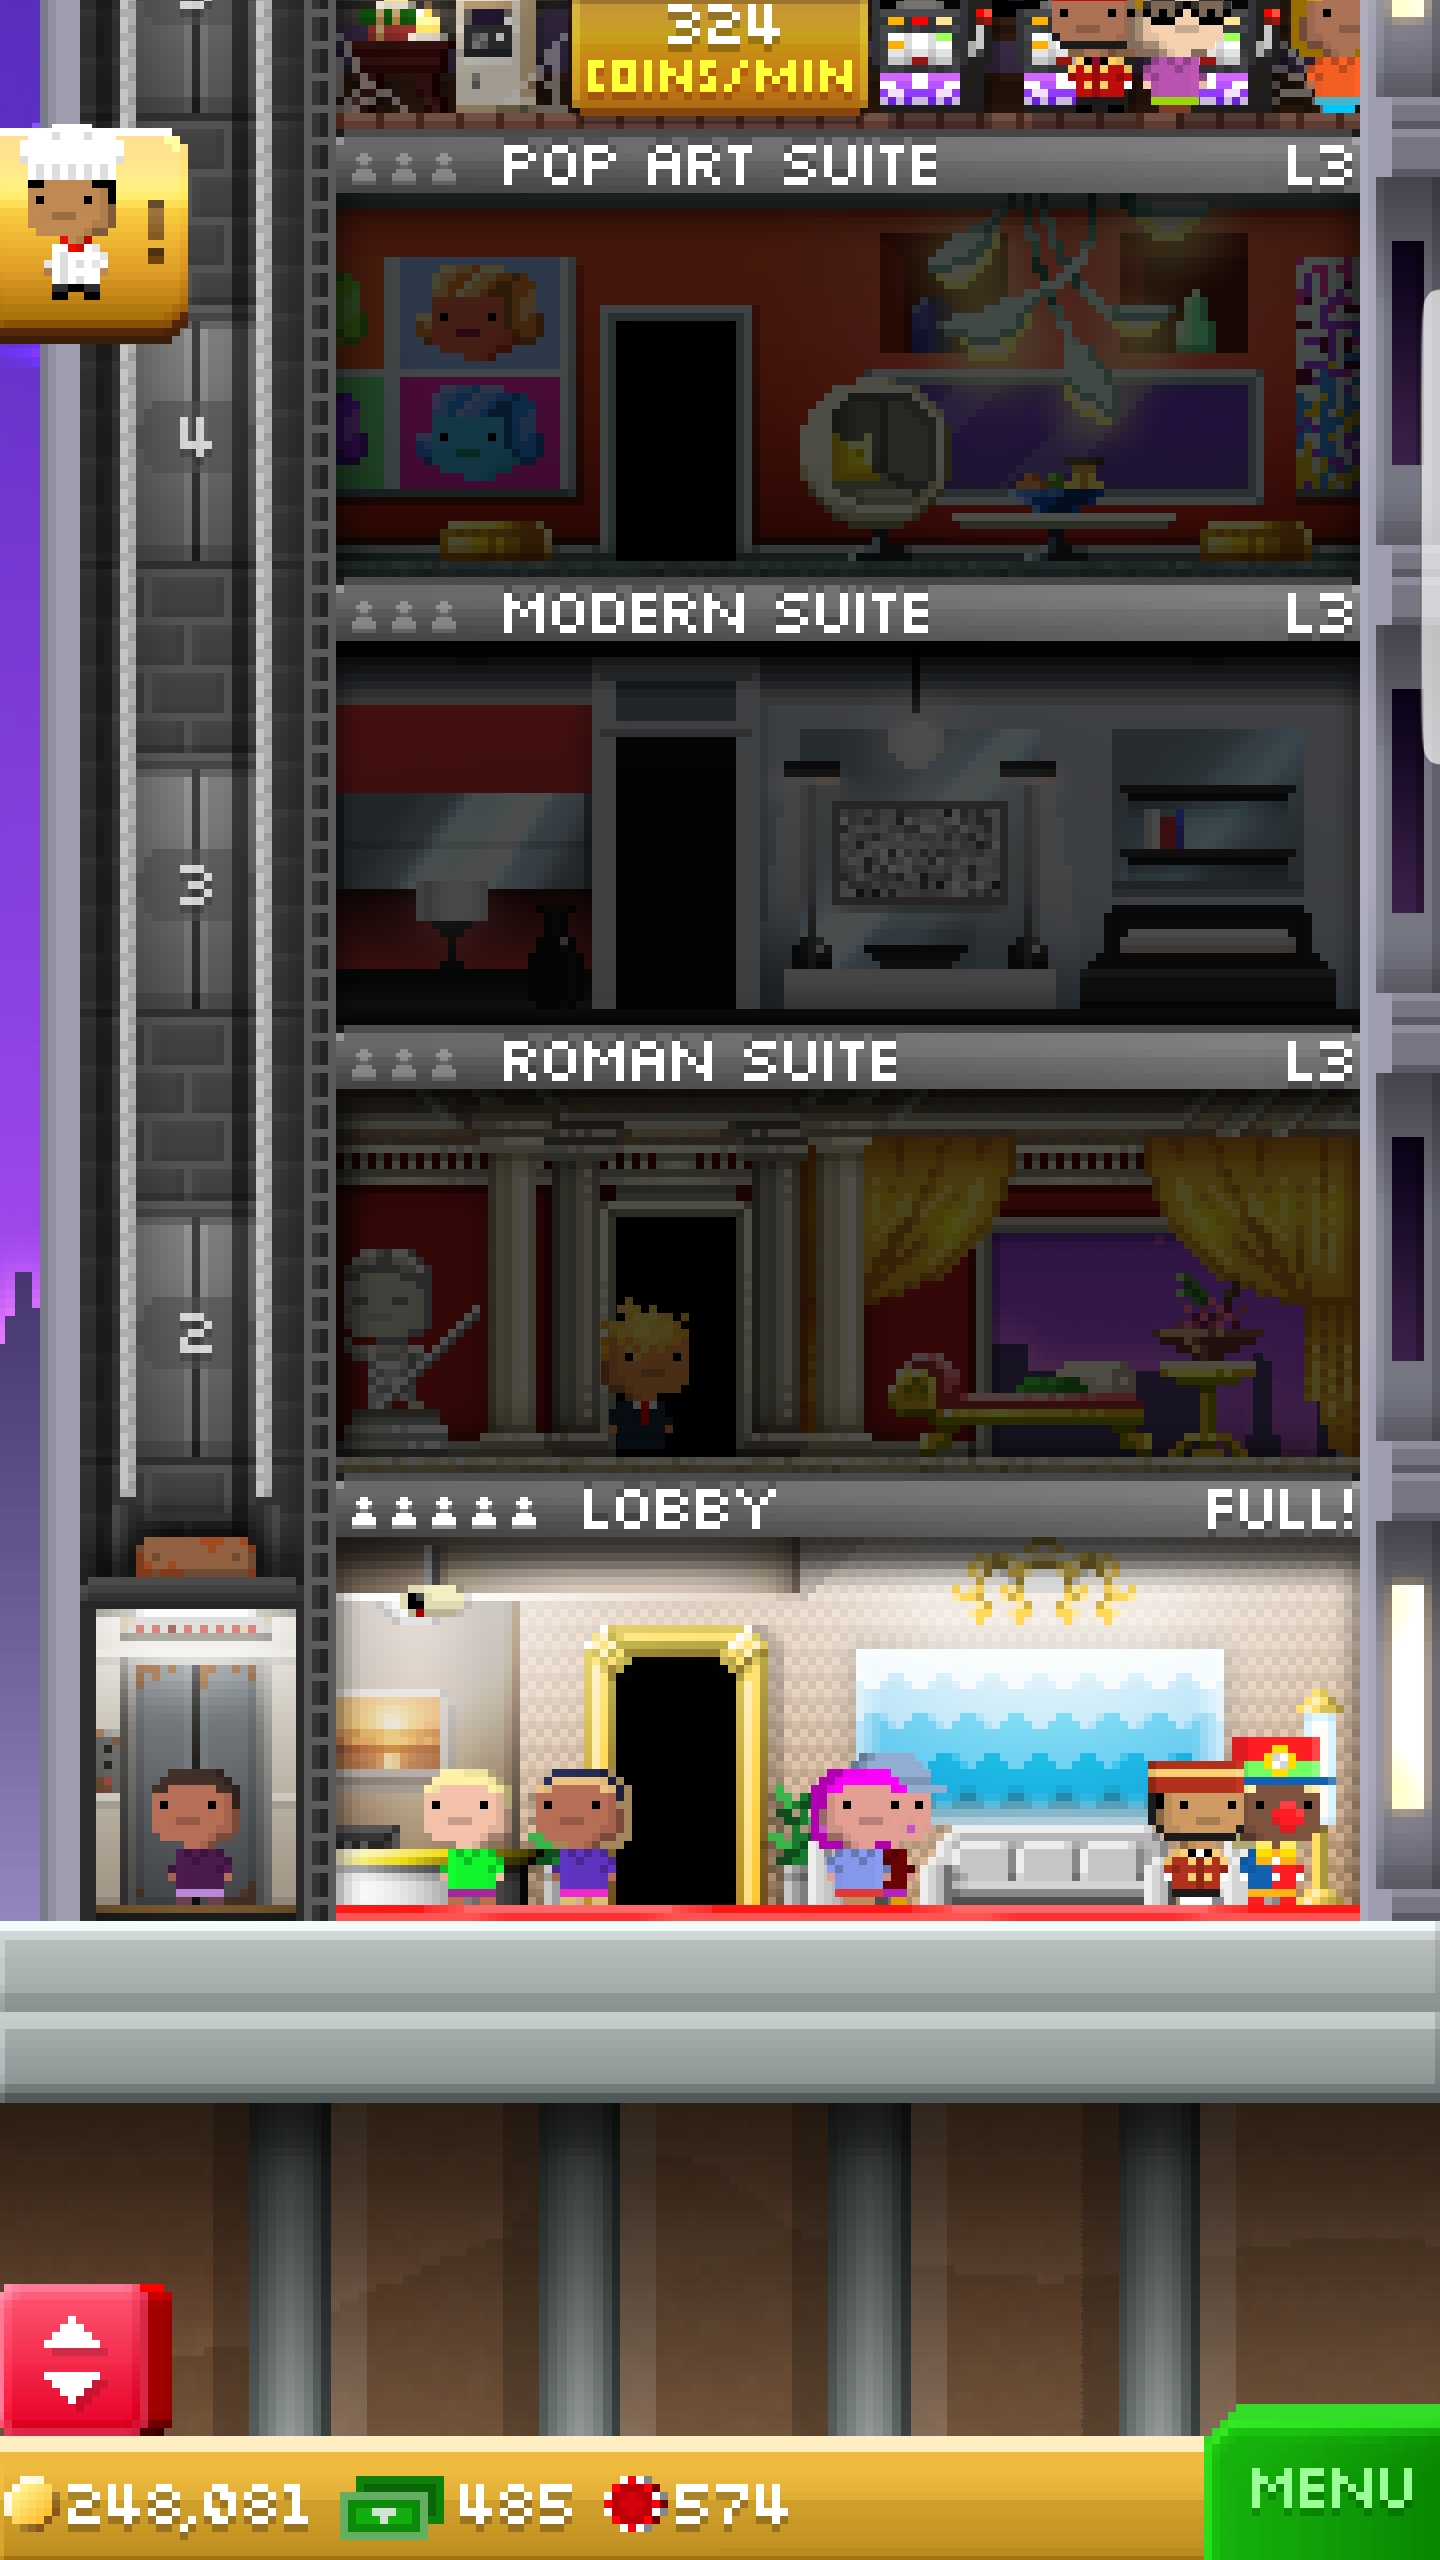 324
COINS/MIN
POP ART SUITE L3
!
4
MODERN SUITE L3
3
ROMAN SUITE L3
2
LOBBY FULL!
248,081 485 574
MENU